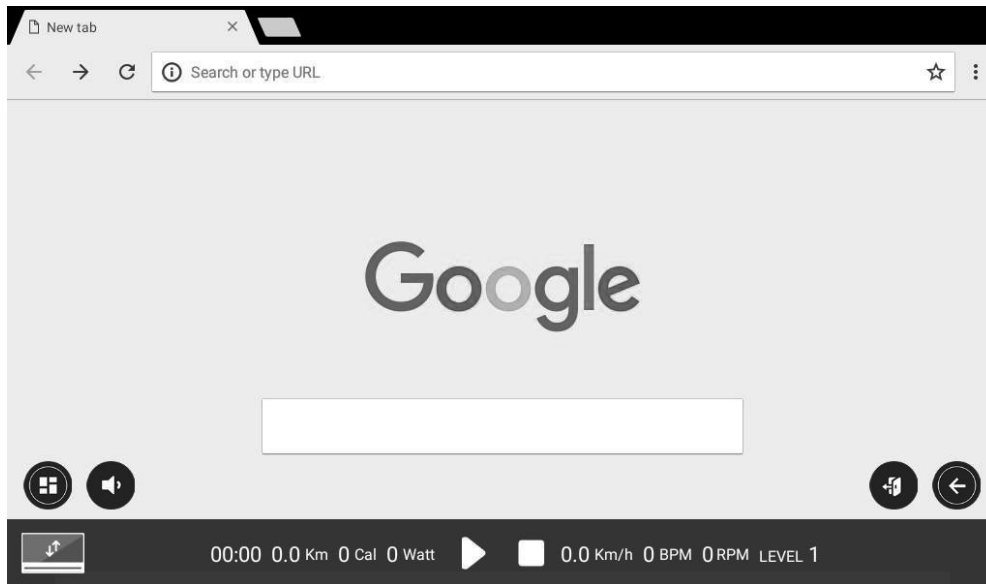 New tab
Search or type URL
Google
00:00 0.0 Km 0 Cal 0 Watt 0.0 Km/h 0 BPM 0 RPM LEVEL 1